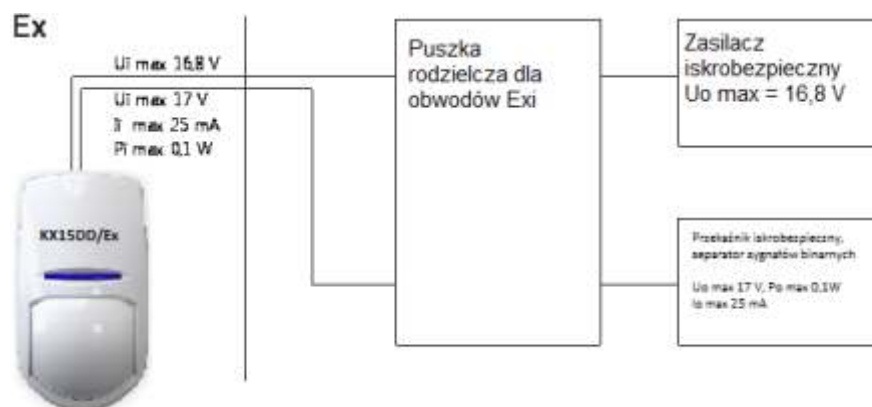 Ex
Ui max 16,8 V
Ui max 17 V
Ii max 25 mA
Pi max 0,1 W
KX15DD/Ex
Puszka
rodzielcza dla
obwodów Exi
Zasilacz
iskrobezpieczny
Uo max = 16,8 V
Przekaźnik iskrobezpieczny,
separator sygnałów binarnych
Uo max 17 V, Po max 0,1W
Io max 25 mA